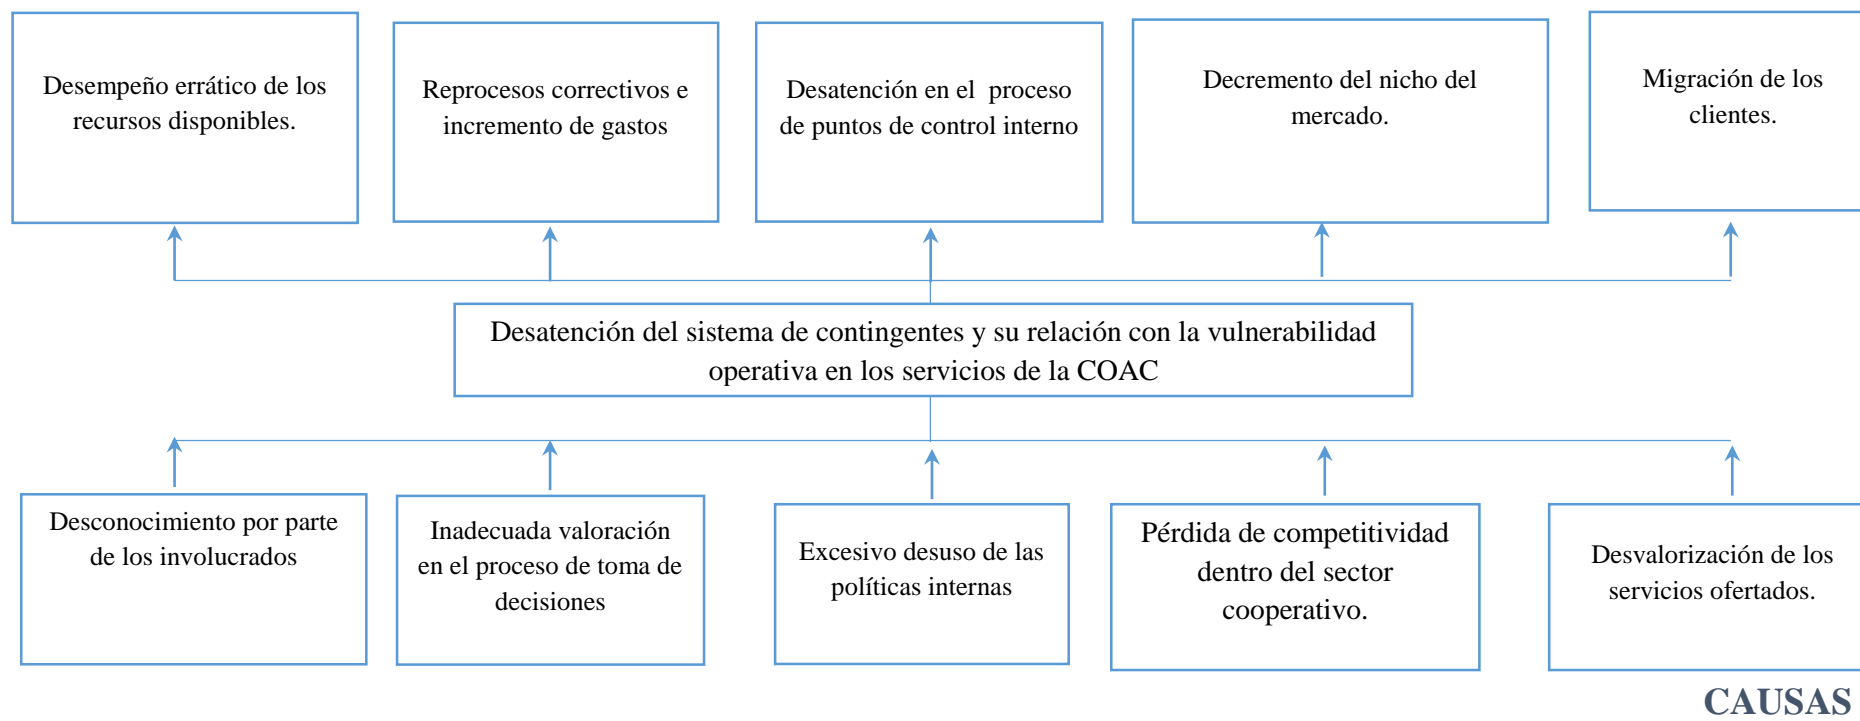 Desempeño errático de los
recursos disponibles.
Reprocesos correctivos e
incremento de gastos
Desatención en el proceso
de puntos de control interno
Decremento del nicho del
mercado.
Migración de los
clientes.
Desatención del sistema de contingentes y su relación con la vulnerabilidad
operativa en los servicios de la COAC
Desconocimiento por parte
de los involucrados
Inadecuada valoración
en el proceso de toma de
decisiones
Excesivo desuso de las
políticas internas
Pérdida de competitividad
dentro del sector
cooperativo.
Desvalorización de los
servicios ofertados.
CAUSAS